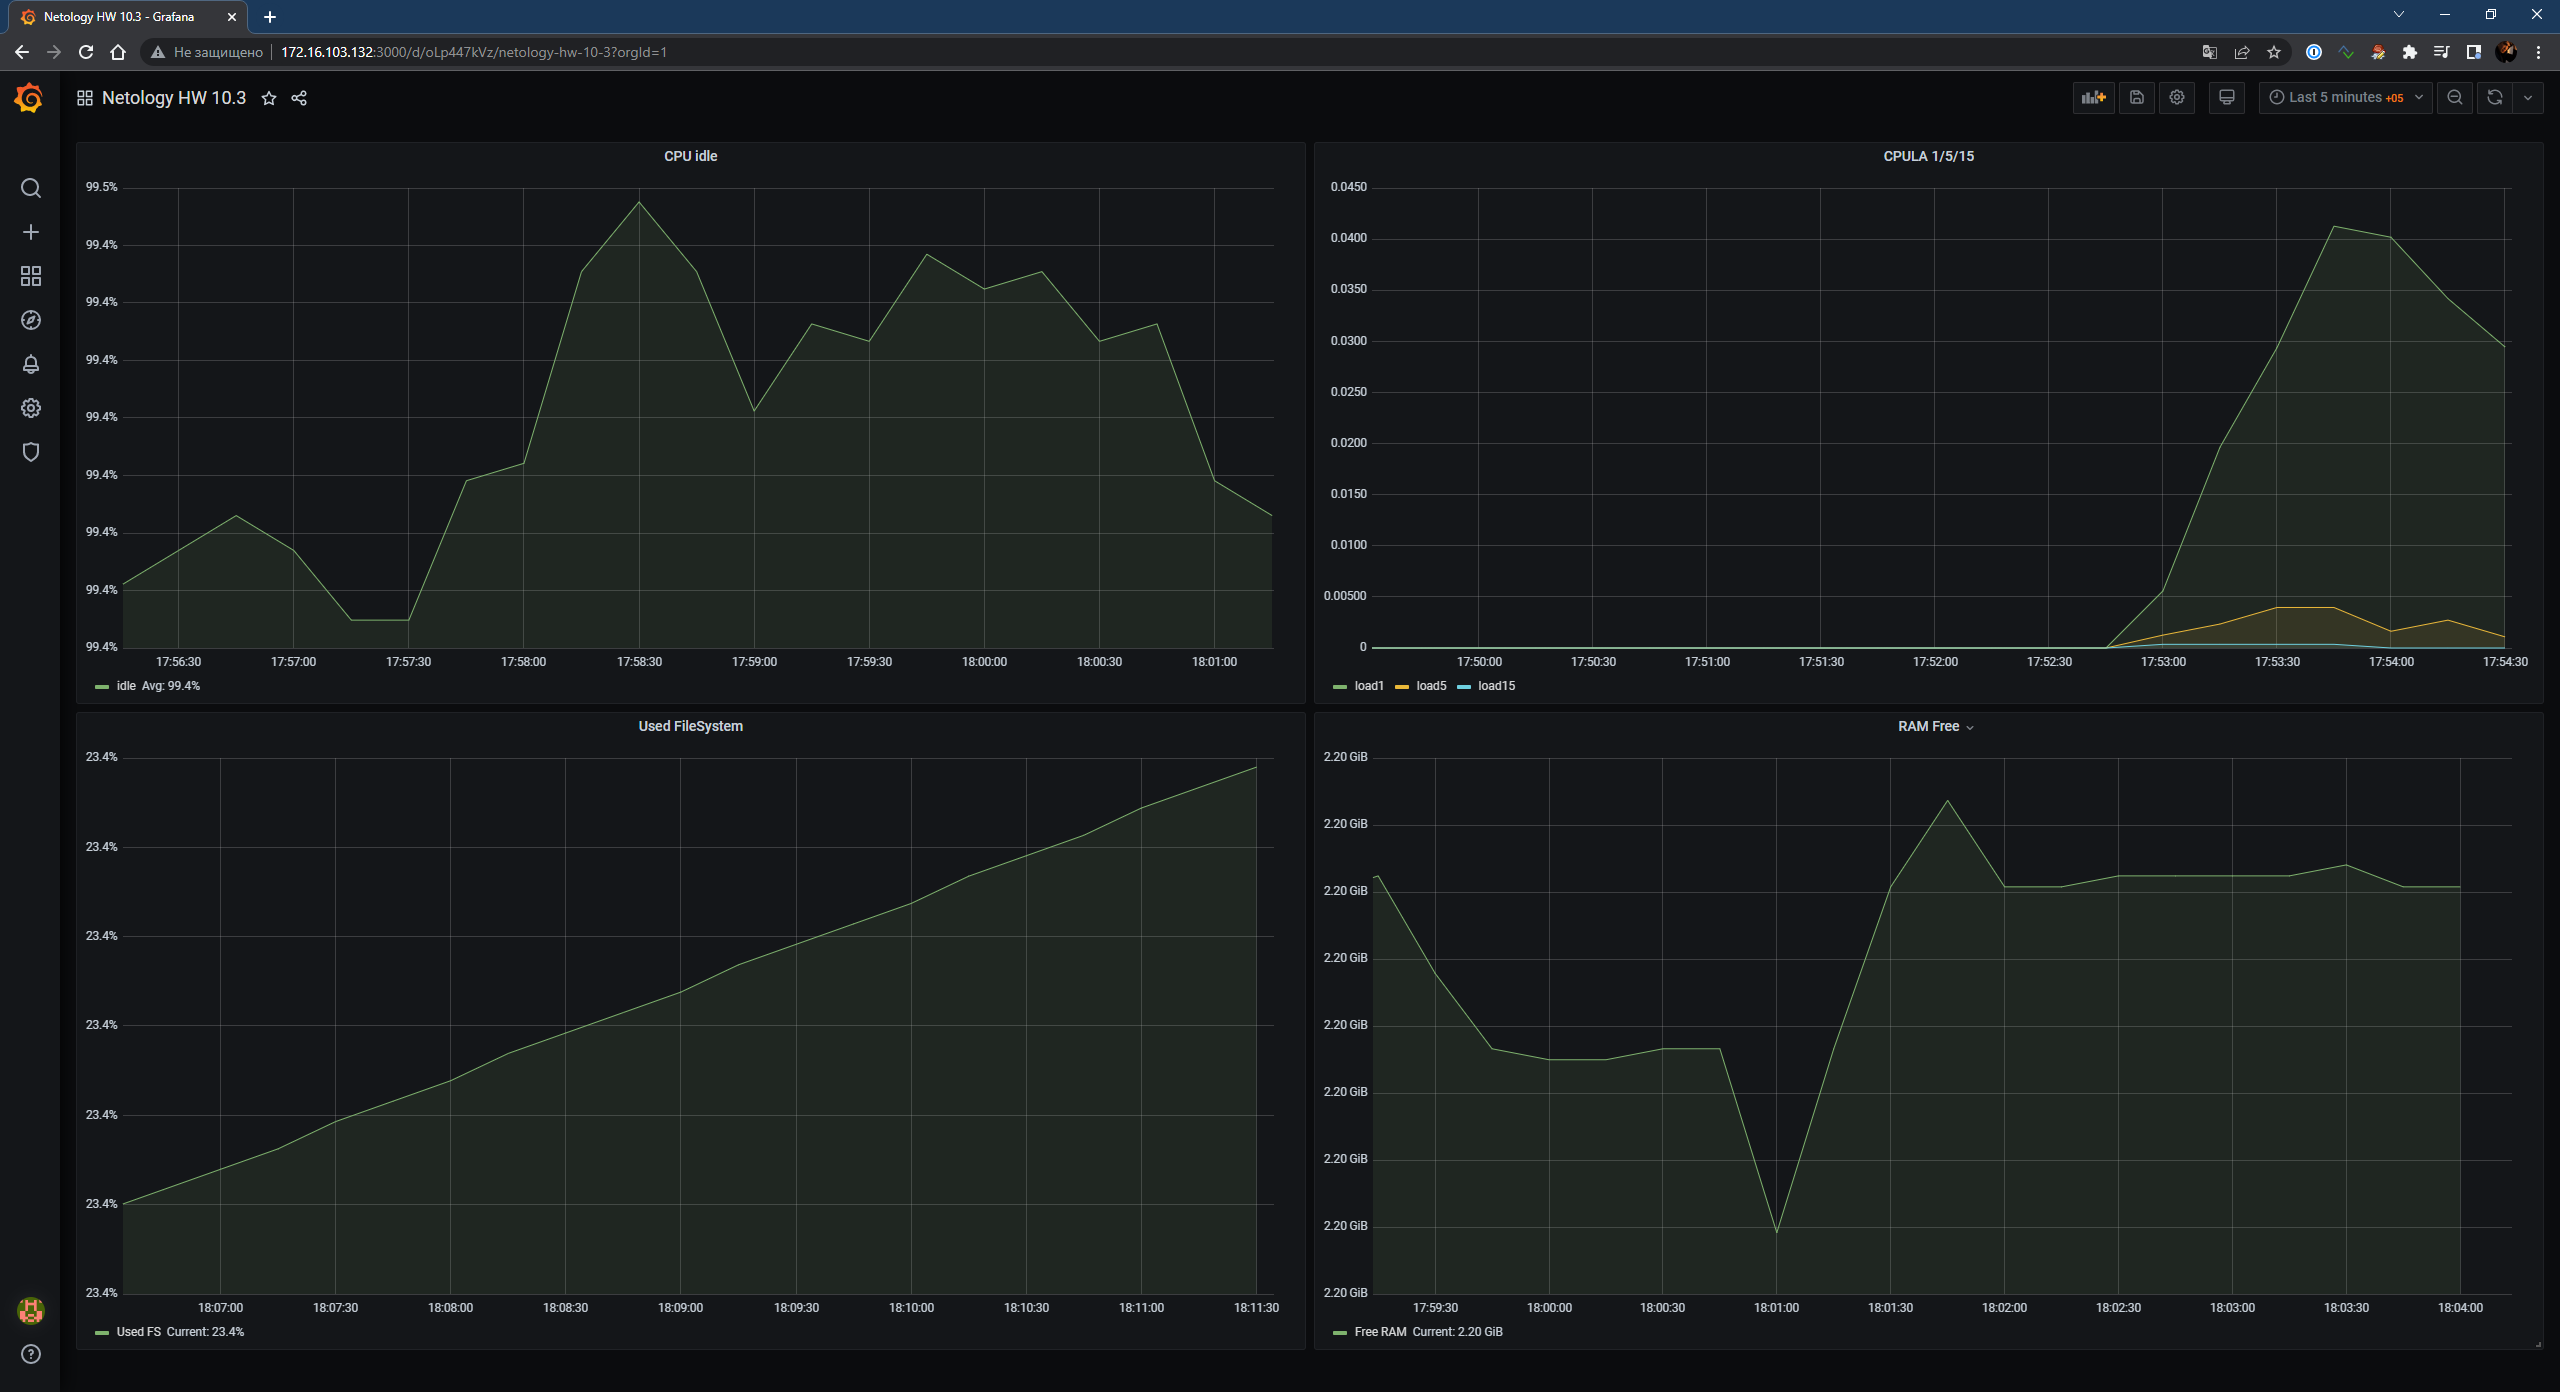 Netology HW 10.3 - Grafana
Не защищено 172.16.103.132:3000/d/oLp447kVz/netology-hw-10-3?orgId=1
Netology HW 10.3
Last 5 minutes +05
CPU idle
99.5%
99.4%
99.4%
99.4%
99.4%
99.4%
99.4%
99.4%
99.4%
17:56:30 17:57:00 17:57:30 17:58:00 17:58:30 17:59:00 17:59:30 18:00:00 18:00:30 18:01:00
idle Avg: 99.4%
CPULA 1/5/15
0.0450
0.0400
0.0350
0.0300
0.0250
0.0200
0.0150
0.0100
0.00500
0
17:50:00 17:50:30 17:51:00 17:51:30 17:52:00 17:52:30 17:53:00 17:53:30 17:54:00 17:54:30
load1 load5 load15
Used FileSystem
23.4%
23.4%
23.4%
23.4%
23.4%
23.4%
23.4%
18:07:00 18:07:30 18:08:00 18:08:30 18:09:00 18:09:30 18:10:00 18:10:30 18:11:00 18:11:30
Used FS Current: 23.4%
RAM Free
2.20 GiB
2.20 GiB
2.20 GiB
2.20 GiB
2.20 GiB
2.20 GiB
2.20 GiB
2.20 GiB
2.20 GiB
17:59:30 18:00:00 18:00:30 18:01:00 18:01:30 18:02:00 18:02:30 18:03:00 18:03:30 18:04:00
Free RAM Current: 2.20 GiB